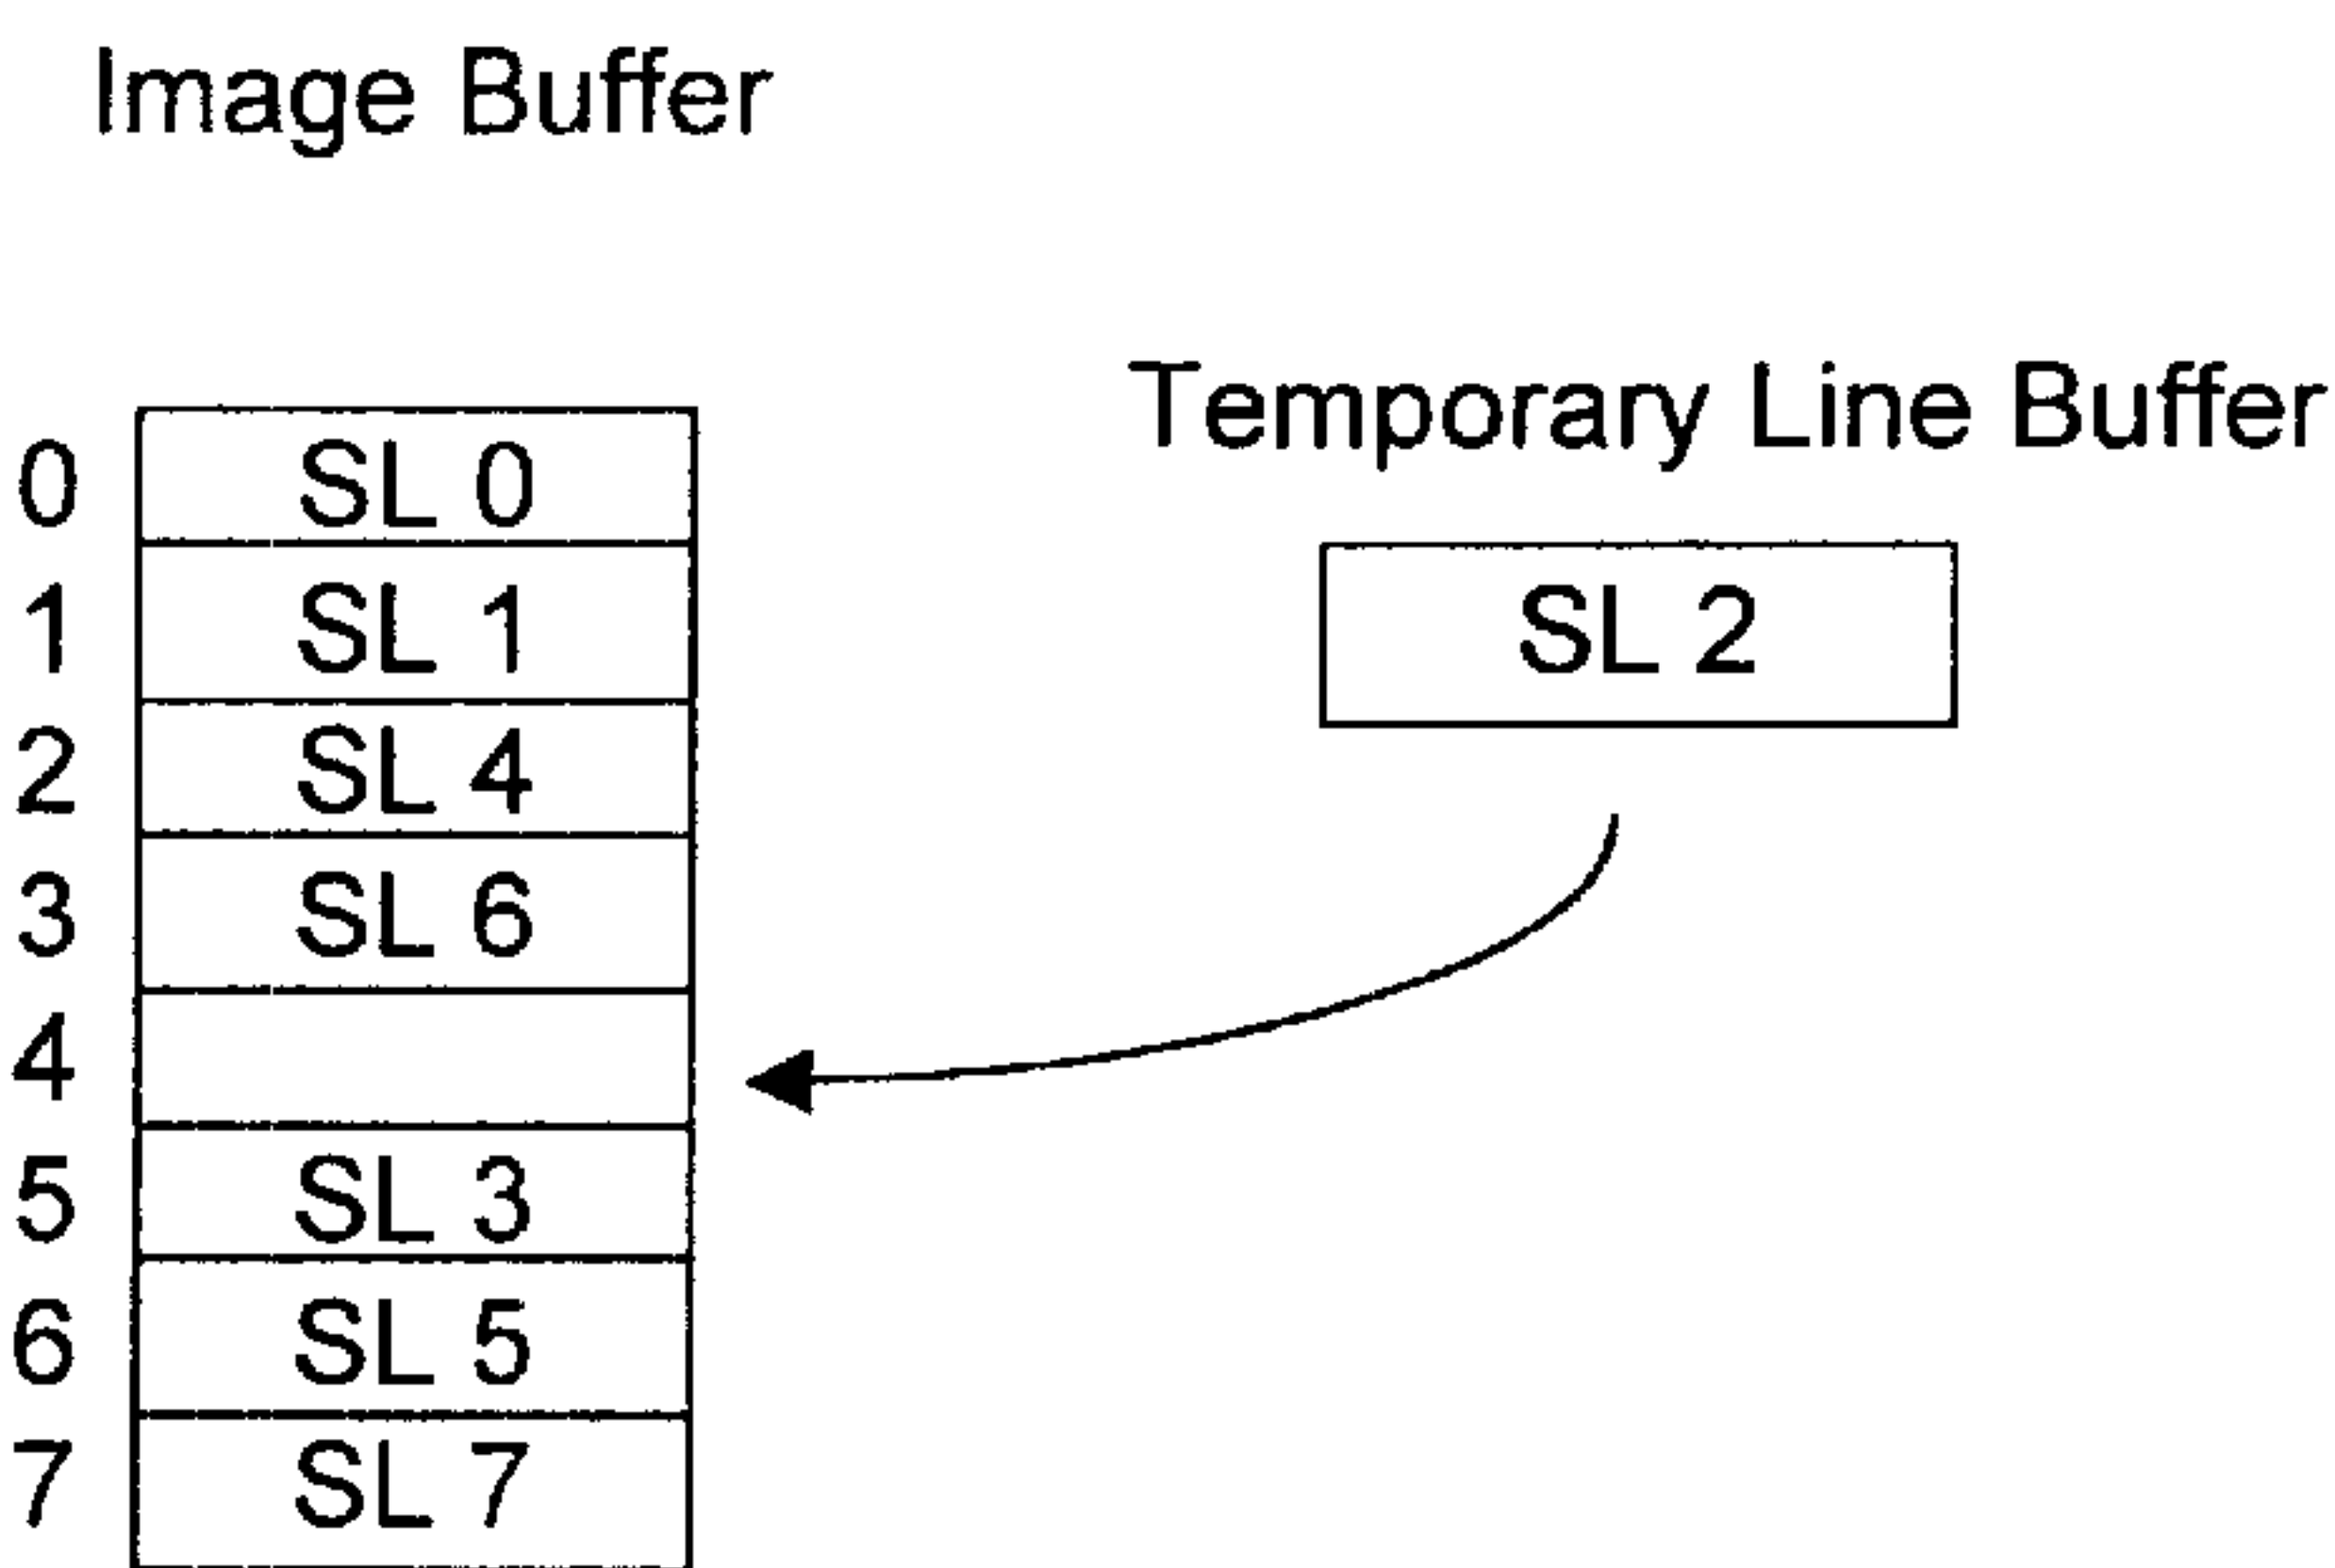 Image Buffer
Temporary Line Buffer
0 SL 0
1 SL 1
SL 2
2 SL 4
3 SL 6
4
5 SL 3
6 SL 5
7 SL 7